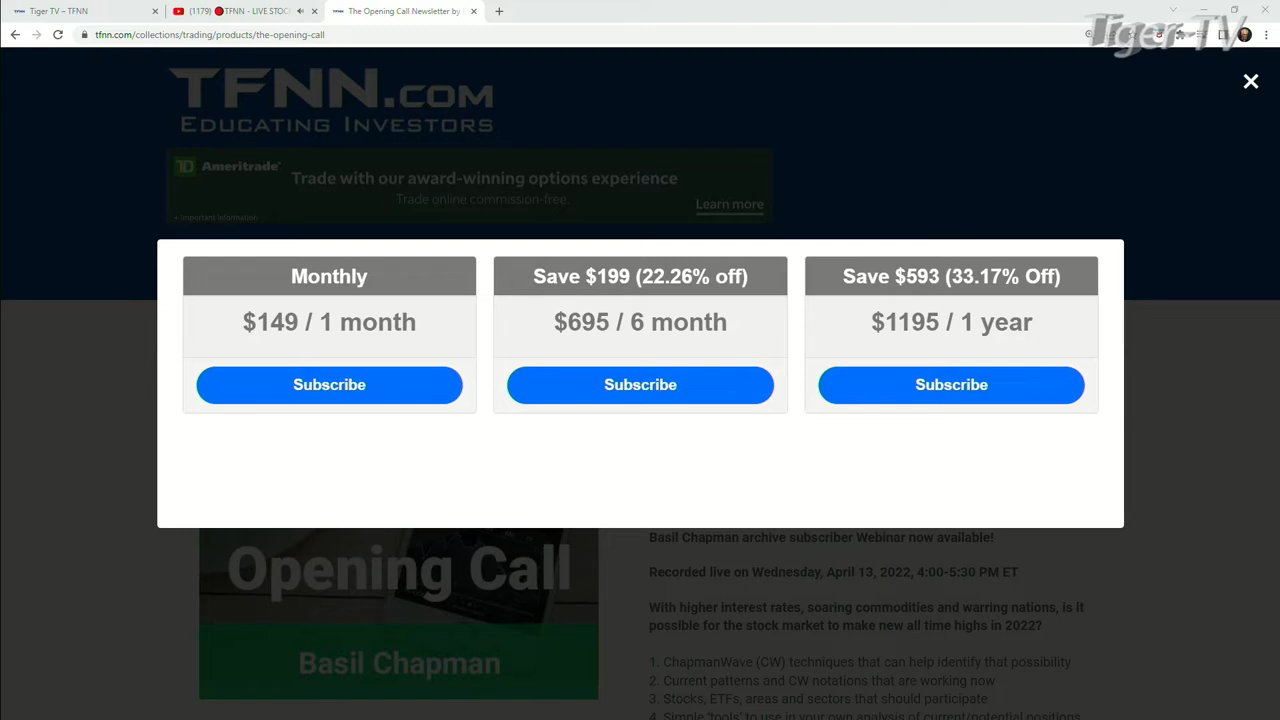 Tiger TV – TFNN
(1179) 🔴TFNN - LIVE STOC
The Opening Call Newsletter by
Tiger TV
tfnn.com/collections/trading/products/the-opening-call
TFNN.COM
EDUCATING INVESTORS
TD Ameritrade
Trade with our award-winning options experience
Trade online commission-free.
Learn more
+ Important Information
Monthly
$149 / 1 month
Subscribe
Save $199 (22.26% off)
$695 / 6 month
Subscribe
Save $593 (33.17% Off)
$1195 / 1 year
Subscribe
Opening Call
Basil Chapman
Basil Chapman archive subscriber Webinar now available!
Recorded live on Wednesday, April 13, 2022, 4:00-5:30 PM ET
With higher interest rates, soaring commodities and warring nations, is it
possible for the stock market to make new all time highs in 2022?
1. ChapmanWave (CW) techniques that can help identify that possibility
2. Current patterns and CW notations that are working now
3. Stocks, ETFs, areas and sectors that should participate
4. Simple 'tools' to use in your own analysis of current/potential positions